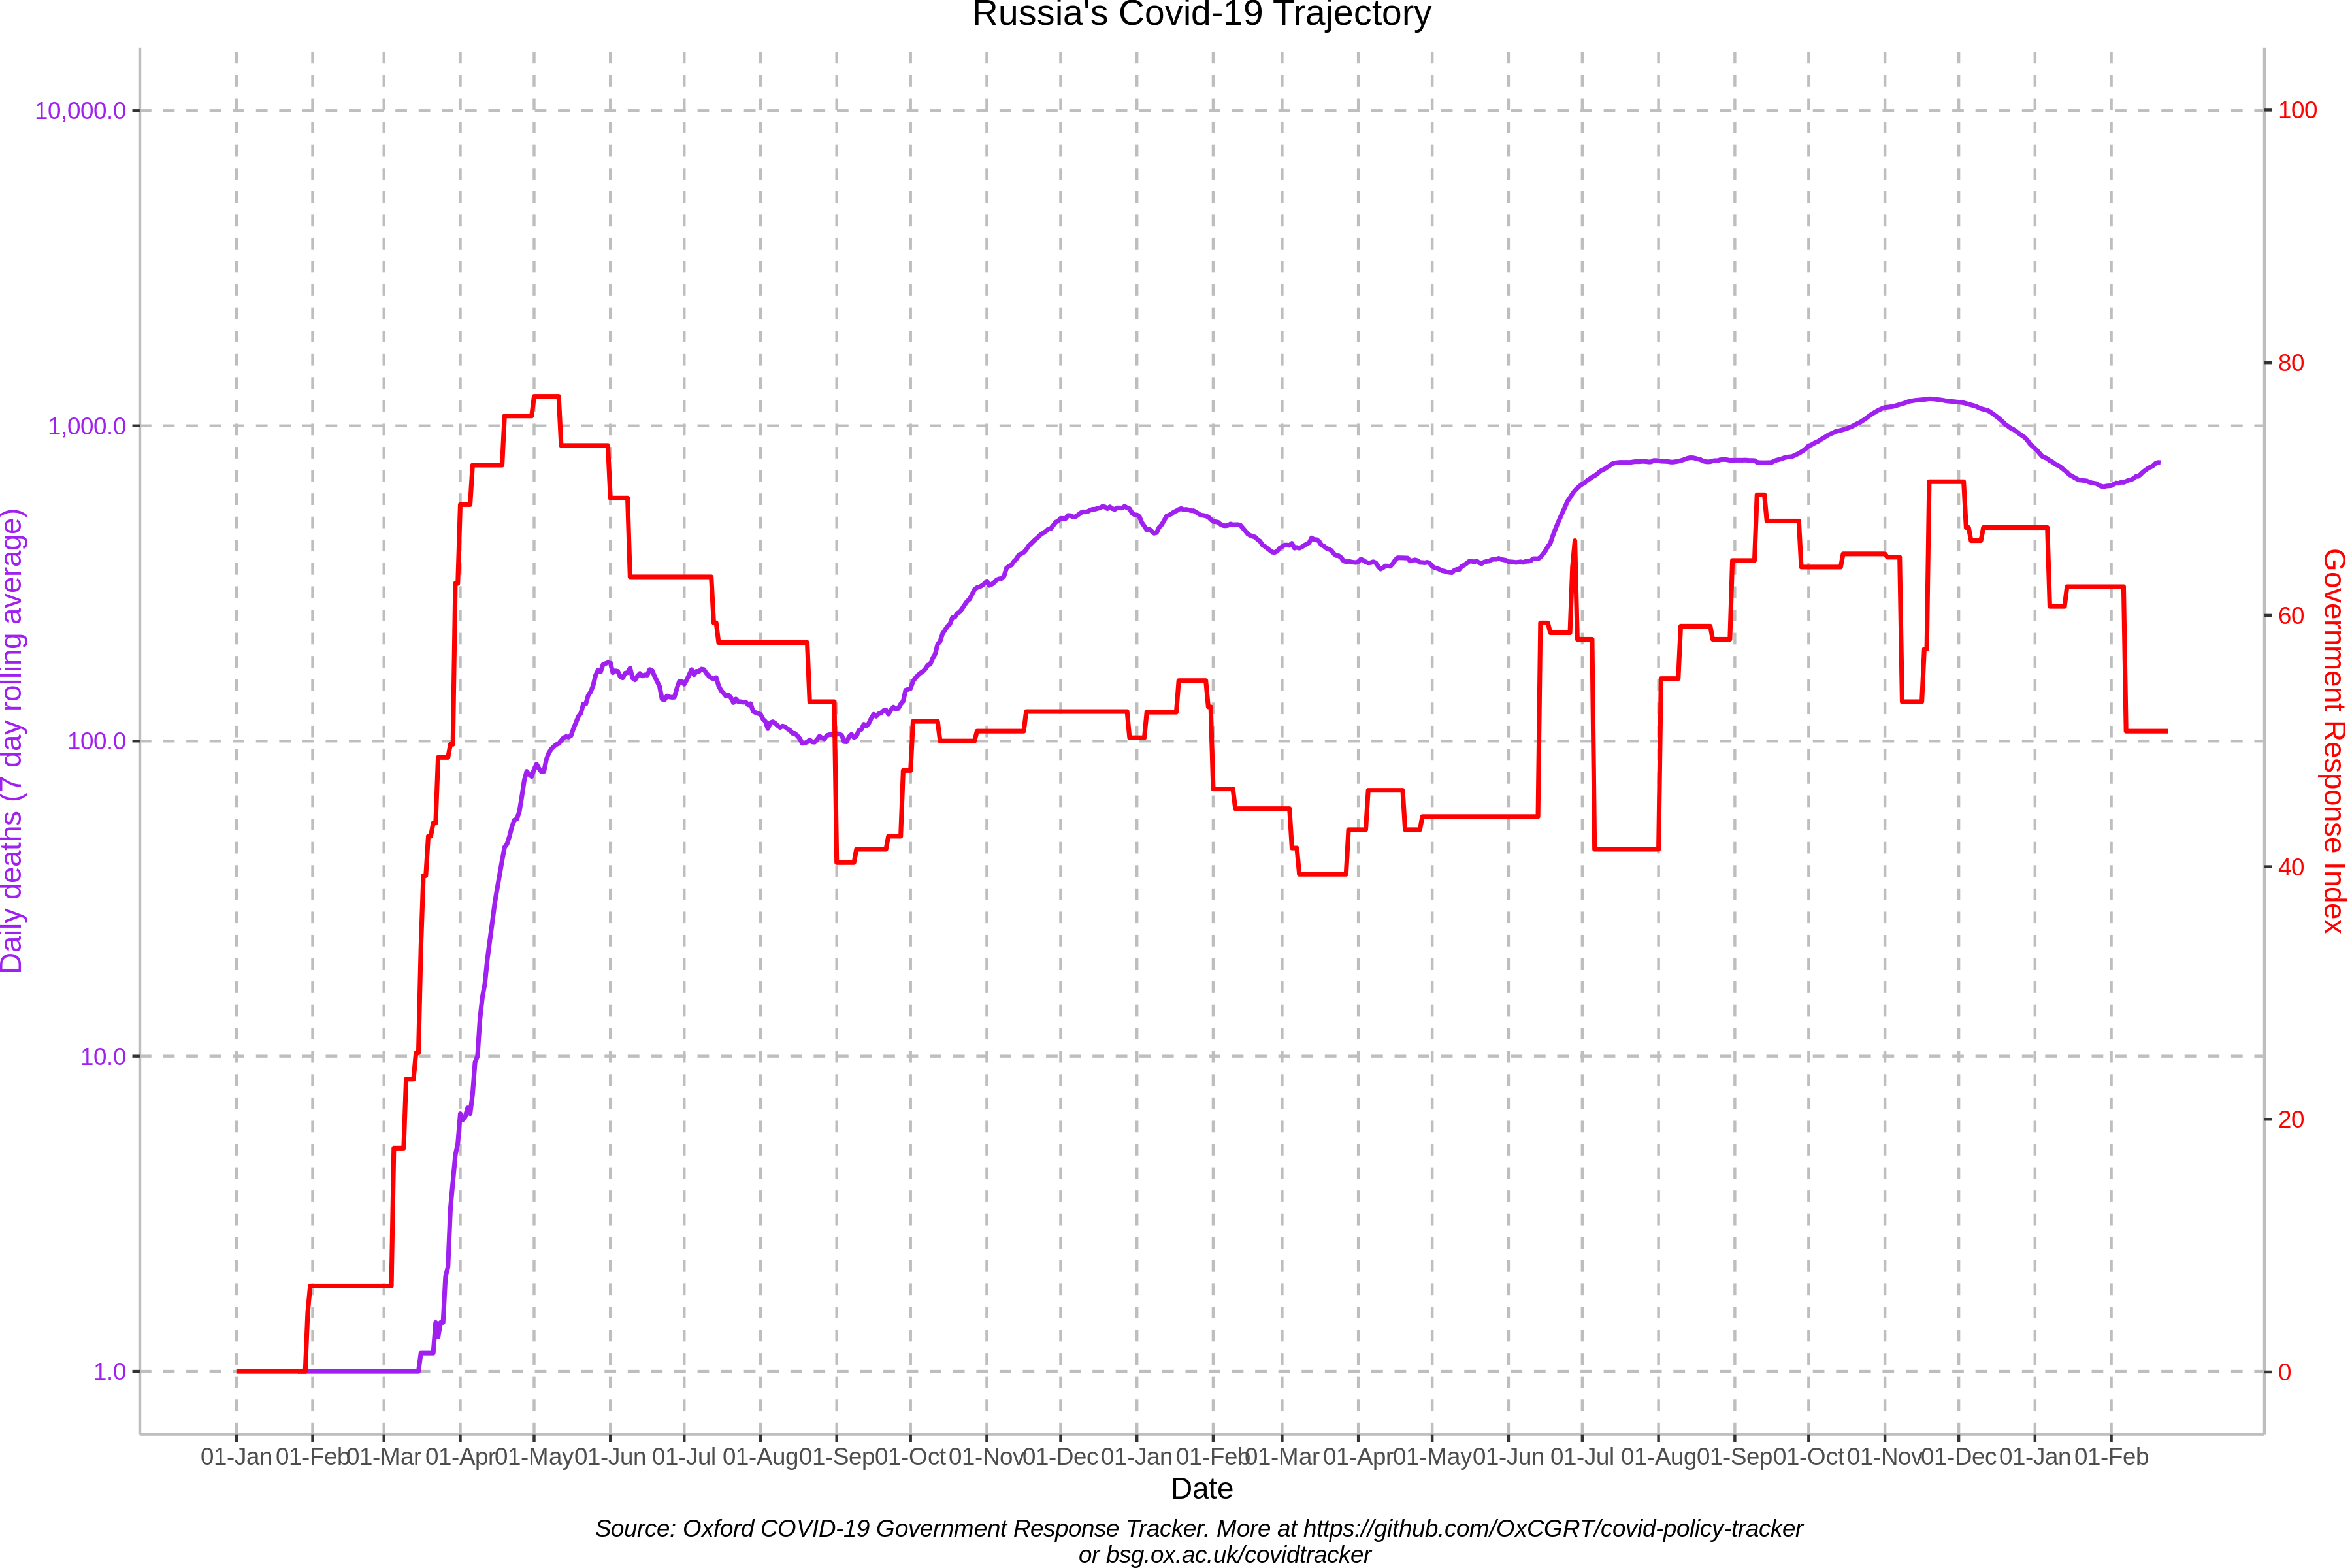 Russia's Covid-19 Trajectory
10,000.0
1,000.0
100.0
10.0
1.0
Daily deaths (7 day rolling average)
100
80
60
40
20
0
Government Response Index
01-Jan 01-Feb 01-Mar 01-Apr 01-May 01-Jun 01-Jul 01-Aug 01-Sep 01-Oct 01-Nov 01-Dec 01-Jan 01-Feb 01-Mar 01-Apr 01-May 01-Jun 01-Jul 01-Aug 01-Sep 01-Oct 01-Nov 01-Dec 01-Jan 01-Feb
Date
Source: Oxford COVID-19 Government Response Tracker. More at https://github.com/OxCGRT/covid-policy-tracker
or bsg.ox.ac.uk/covidtracker